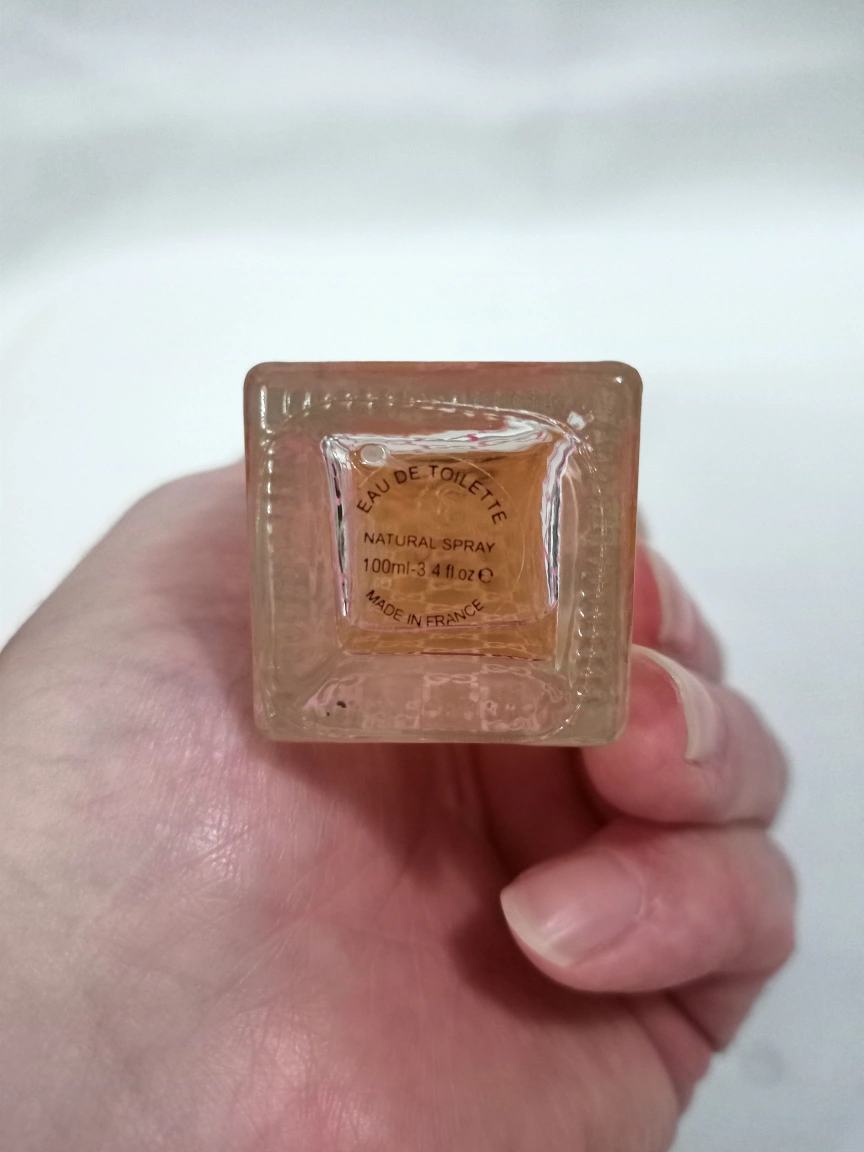 EAU DE TOILETTE
NATURAL SPRAY
100ml-3.4 fl oz ℮
MADE IN FRANCE